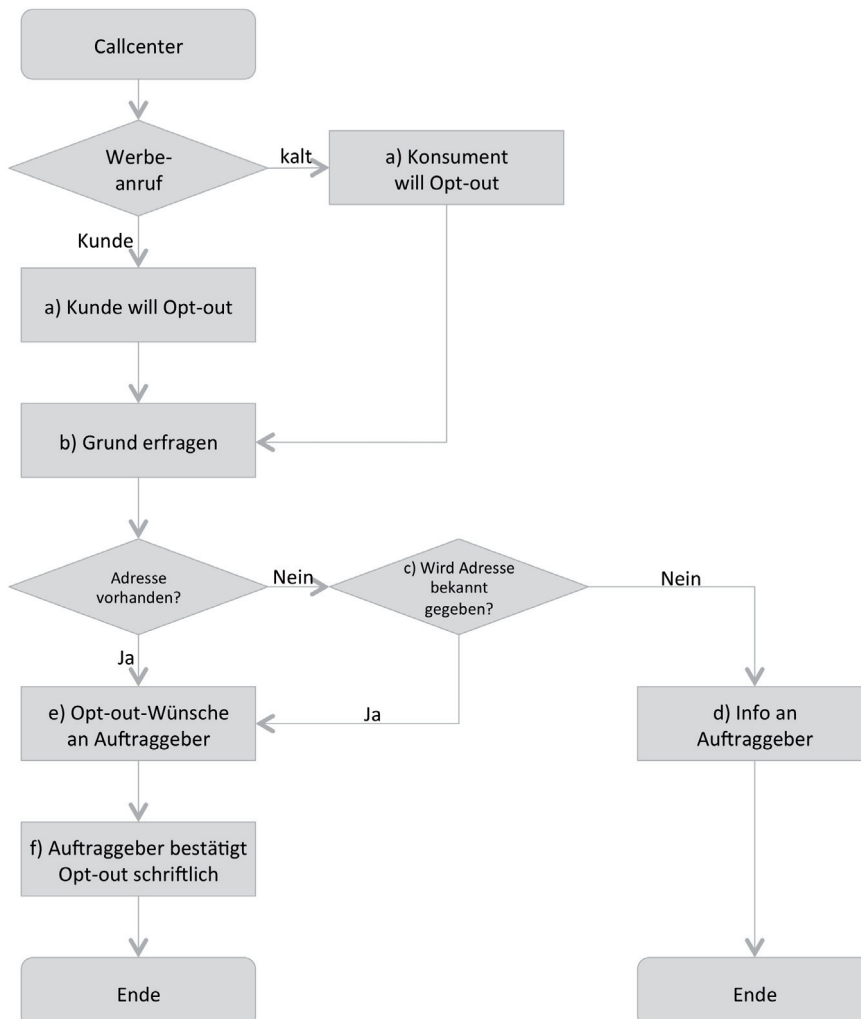 Callcenter
Werbe-
anruf
kalt
a) Konsument
will Opt-out
Kunde
a) Kunde will Opt-out
b) Grund erfragen
Adresse
vorhanden?
Nein
c) Wird Adresse
bekannt
gegeben?
Nein
Ja
e) Opt-out-Wünsche
an Auftraggeber
Ja
d) Info an
Auftraggeber
f) Auftraggeber bestätigt
Opt-out schriftlich
Ende
Ende